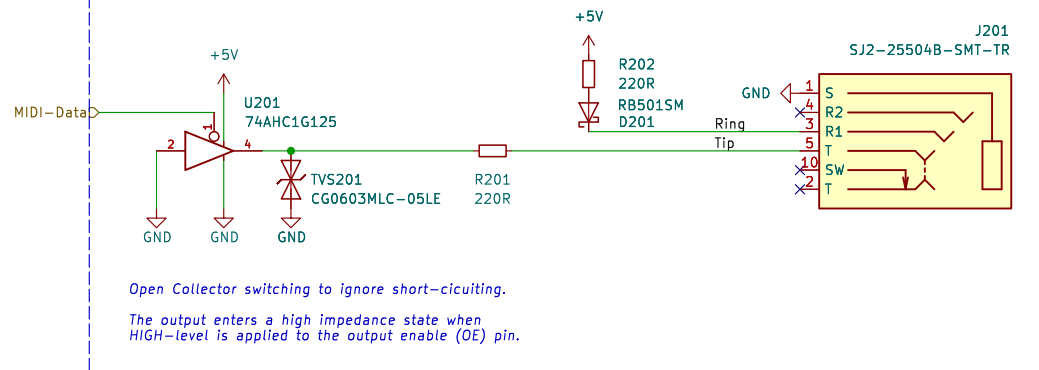 +5V
J201
SJ2-25504B-SMT-TR
+5V
R202
220R
RB501SM
D201
U201
74AHC1G125
MIDI-Data
1
2
4
GND
1
S
4
R2
Ring
3
R1
Tip
5
T
10
SW
2
T
TVS201
CG0603MLC-05LE
R201
220R
GND
GND
GND
Open Collector switching to ignore short-cicuiting.
The output enters a high impedance state when
HIGH-level is applied to the output enable (OE) pin.